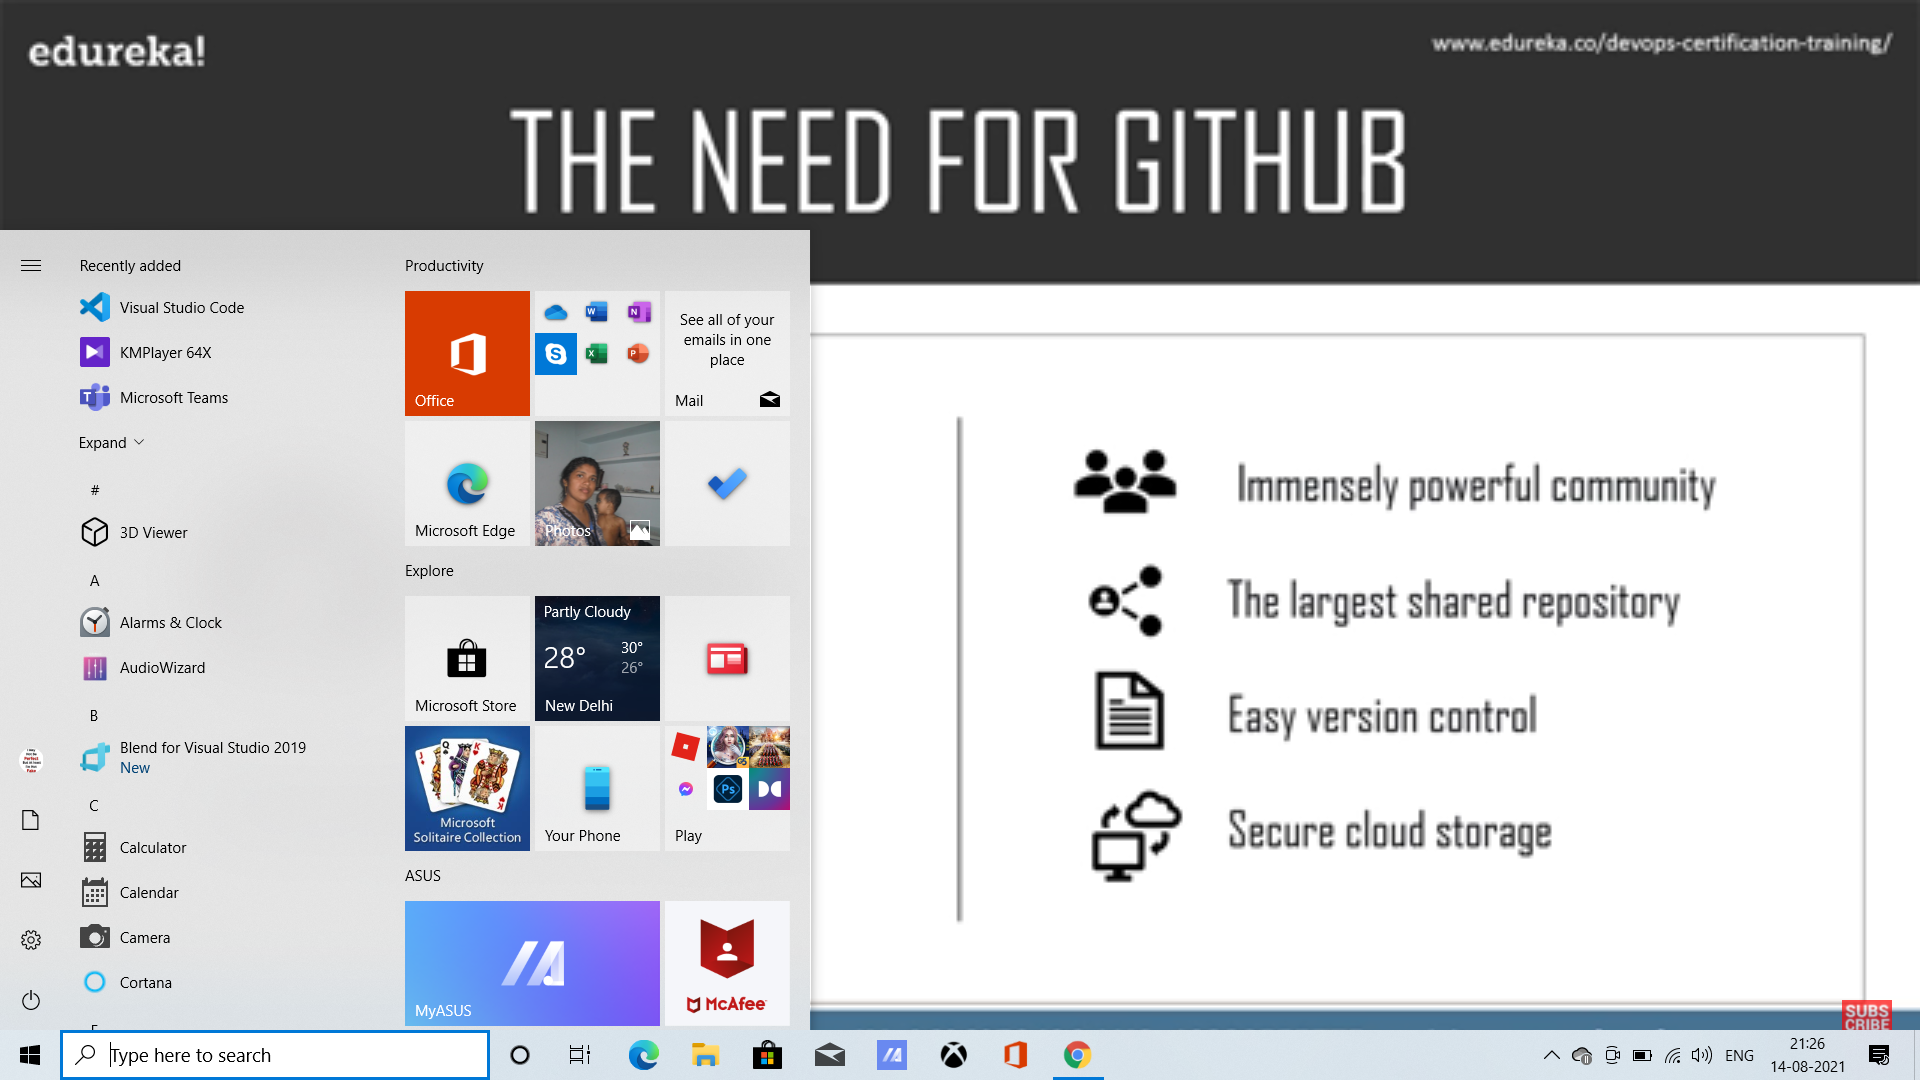 edureka!
www.edureka.co/devops-certification-training/
THE NEED FOR GITHUB
Immensely powerful community
The largest shared repository
Easy version control
Secure cloud storage
SUBS
CRIBE
Recently added
Visual Studio Code
KMPlayer 64X
Microsoft Teams
Expand
#
3D Viewer
A
Alarms & Clock
AudioWizard
B
Blend for Visual Studio 2019
New
C
Calculator
Calendar
Camera
Cortana
Productivity
Office
See all of your
emails in one
place
Mail
Microsoft Edge
Photos
Explore
Microsoft Store
Partly Cloudy
28° 30°
26°
New Delhi
Microsoft
Solitaire Collection
Your Phone
Play
ASUS
MyASUS
McAfee
Type here to search
ENG
21:26
14-08-2021